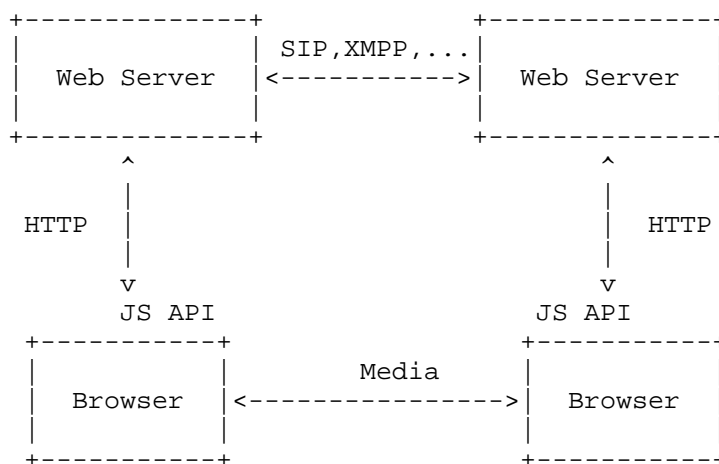 SIP,XMPP,...
Web Server Web Server
HTTP HTTP
JS API JS API
Media
Browser Browser